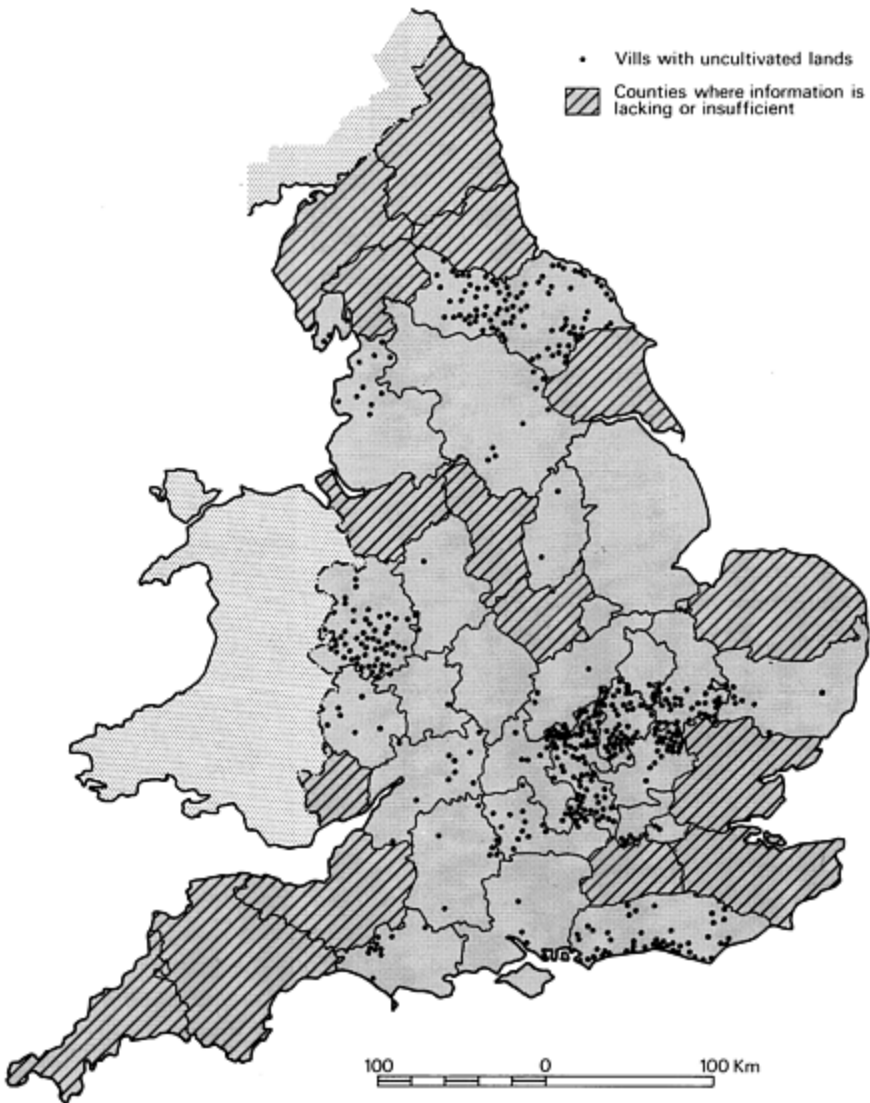 Vills with uncultivated lands
Counties where information is
lacking or insufficient
100 0 100 Km